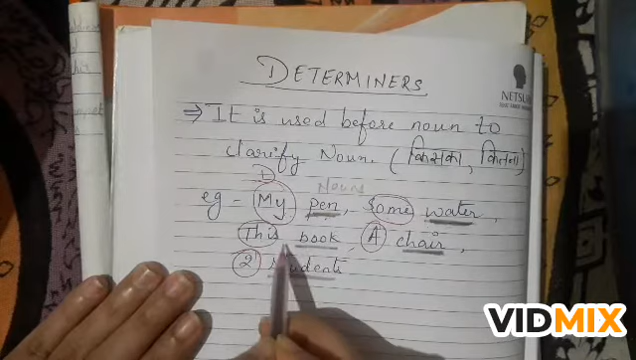 DETERMINERS
NETSU
⇒ It is used before noun to
clarify Noun. (किसका, कितना)
D Nouns
eg - My pen, Some water,
This book, A chair,
2 students
VIDMIX